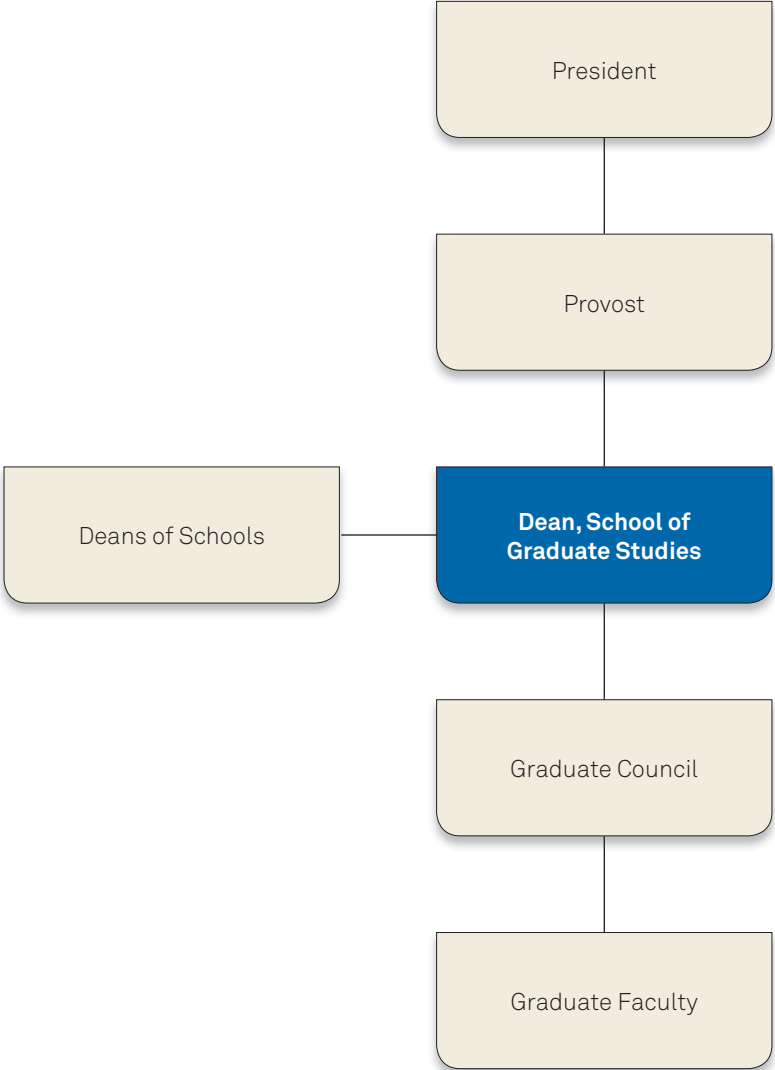 President
Provost
Deans of Schools
Dean, School of
Graduate Studies
Graduate Council
Graduate Faculty